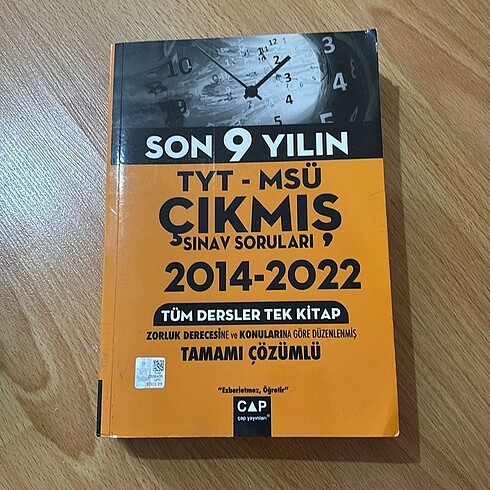 SON 9 YILIN
TYT - MSÜ
ÇIKMIŞ
SINAV SORULARI
2014-2022
TÜM DERSLER TEK KİTAP
ZORLUK DERECESİNE ve KONULARINA GÖRE DÜZENLENMİŞ
TAMAMI ÇÖZÜMLÜ
"Ezberletmez, Öğretir"
ÇAP
çap yayınları